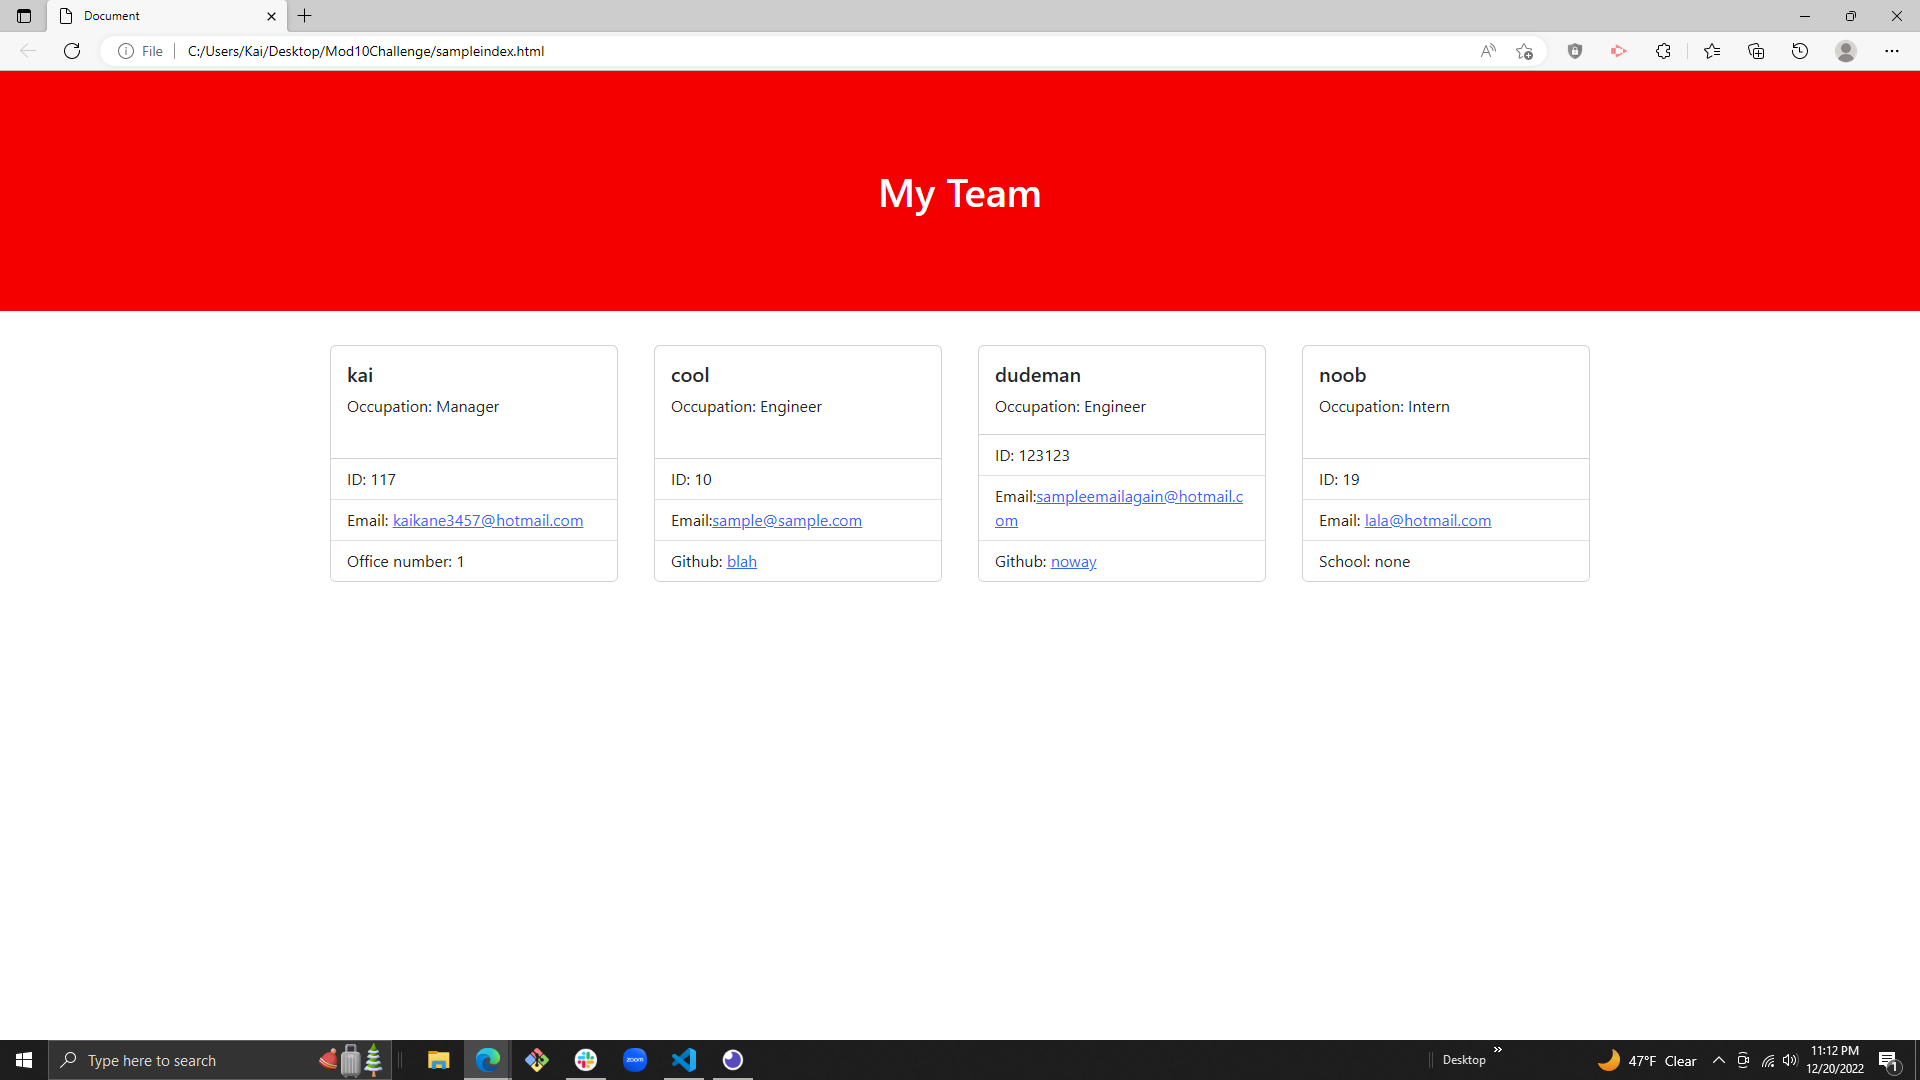 Document
File
C:/Users/Kai/Desktop/Mod10Challenge/sampleindex.html
My Team
kai
Occupation: Manager
ID: 117
Email: kaikane3457@hotmail.com
Office number: 1
cool
Occupation: Engineer
ID: 10
Email:sample@sample.com
Github: blah
dudeman
Occupation: Engineer
ID: 123123
Email:sampleemailagain@hotmail.c
om
Github: noway
noob
Occupation: Intern
ID: 19
Email: lala@hotmail.com
School: none
Type here to search
zoom
Desktop
47°F Clear
11:12 PM
12/20/2022
1